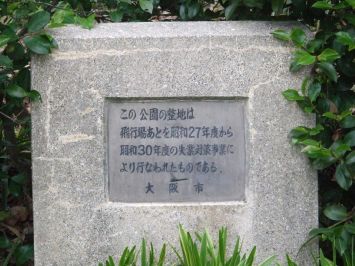 この公園の整地は
飛行場あとを昭和27年度から
昭和30年度の失業対策事業に
より行なわれたものである。
大阪市